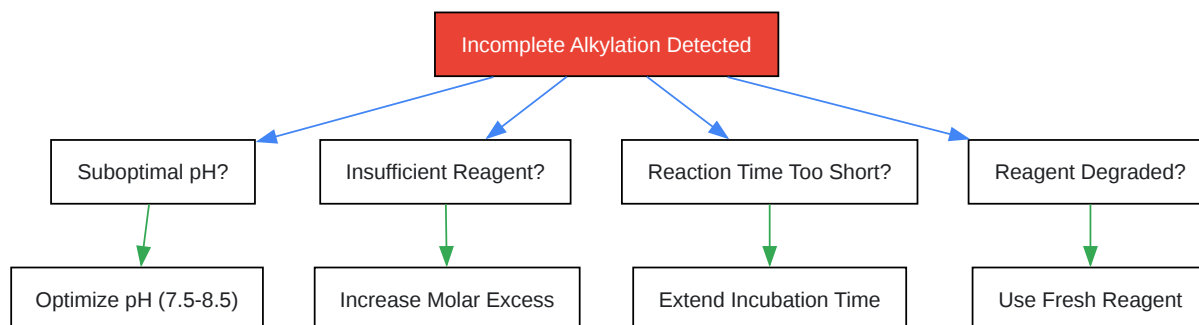 Incomplete Alkylation Detected
Suboptimal pH?
Insufficient Reagent?
Reaction Time Too Short?
Reagent Degraded?
Optimize pH (7.5-8.5)
Increase Molar Excess
Extend Incubation Time
Use Fresh Reagent